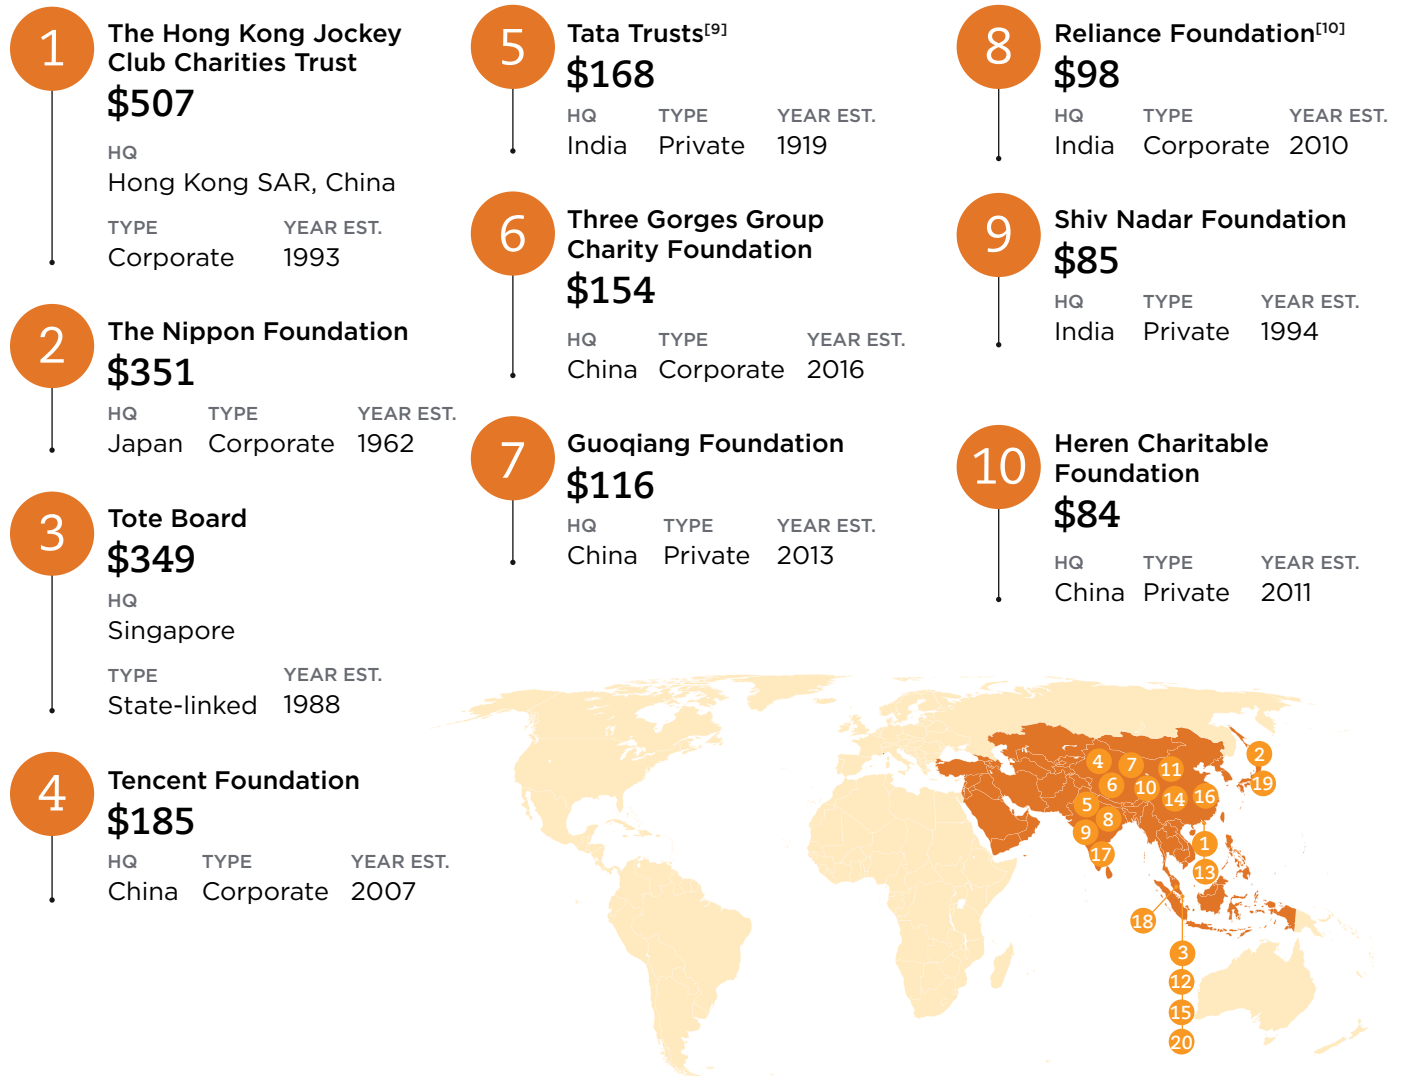 1
The Hong Kong Jockey
Club Charities Trust
$507
HQ
Hong Kong SAR, China
TYPE YEAR EST.
Corporate 1993
2
The Nippon Foundation
$351
HQ TYPE YEAR EST.
Japan Corporate 1962
3
Tote Board
$349
HQ
Singapore
TYPE YEAR EST.
State-linked 1988
4
Tencent Foundation
$185
HQ TYPE YEAR EST.
China Corporate 2007
5
Tata Trusts[9]
$168
HQ TYPE YEAR EST.
India Private 1919
6
Three Gorges Group
Charity Foundation
$154
HQ TYPE YEAR EST.
China Corporate 2016
7
Guoqiang Foundation
$116
HQ TYPE YEAR EST.
China Private 2013
8
Reliance Foundation[10]
$98
HQ TYPE YEAR EST.
India Corporate 2010
9
Shiv Nadar Foundation
$85
HQ TYPE YEAR EST.
India Private 1994
10
Heren Charitable
Foundation
$84
HQ TYPE YEAR EST.
China Private 2011
2
4 7 11
19
6 10 14 16
5
8
9
1
17
13
18
3
12
15
20